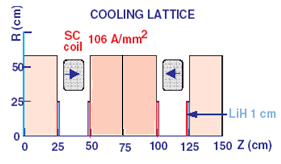 COOLING LATTICE
R (cm)
SC
coil 106 A/mm²
50
25
0
LiH 1 cm
0 25 50 75 100 125 150 Z (cm)